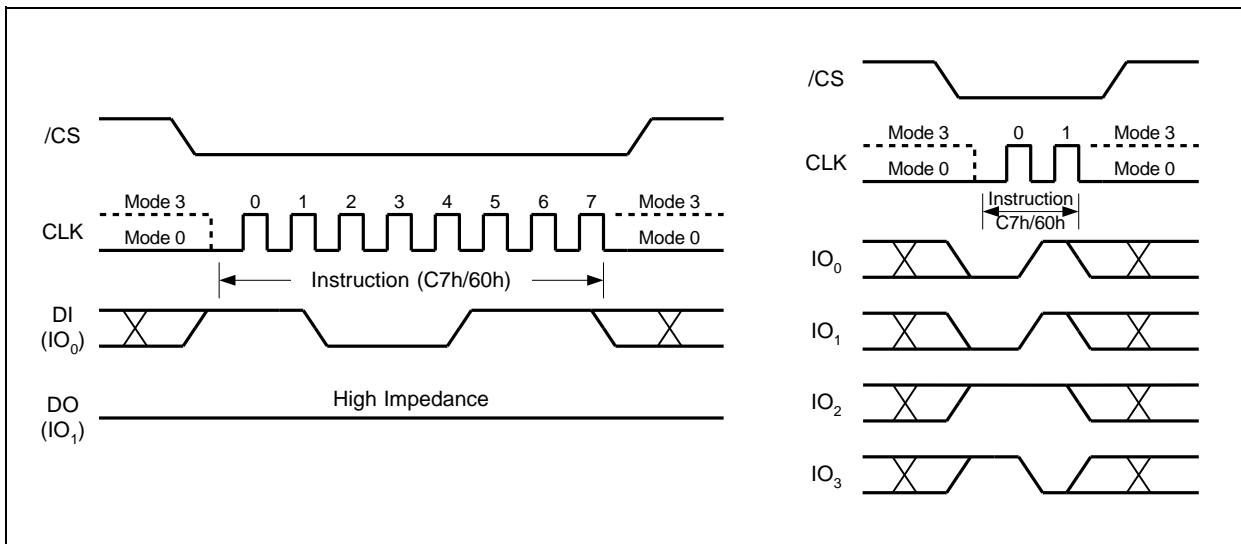 /CS
Mode 3 0 1 2 3 4 5 6 7 Mode 3
CLK
Mode 0 Mode 0
Instruction (C7h/60h)
DI
(IO0)
High Impedance
DO
(IO1)
/CS
Mode 3 0 1 Mode 3
CLK
Mode 0 Mode 0
Instruction
C7h/60h
IO0
IO1
IO2
IO3